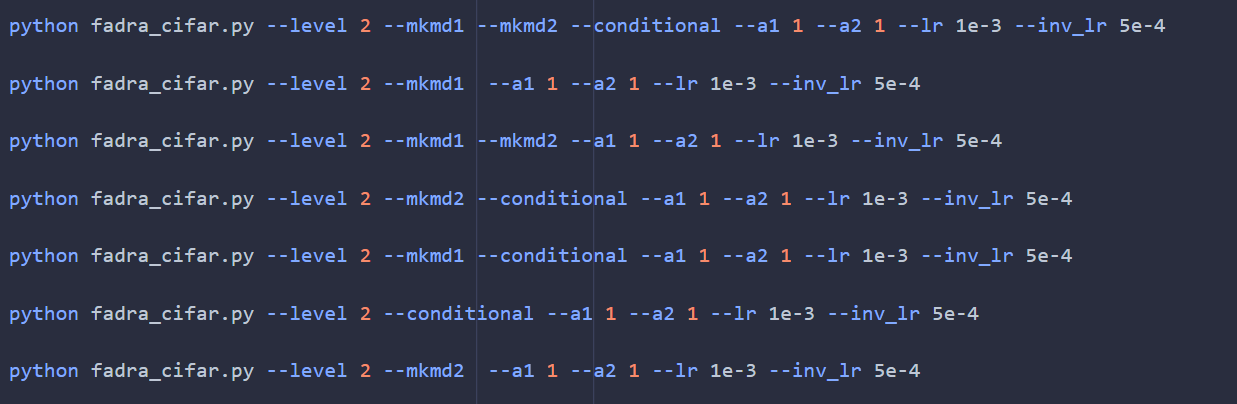 python fadra_cifar.py --level 2 --mkmd1 --mkmd2 --conditional --a1 1 --a2 1 --lr 1e-3 --inv_lr 5e-4
python fadra_cifar.py --level 2 --mkmd1  --a1 1 --a2 1 --lr 1e-3 --inv_lr 5e-4
python fadra_cifar.py --level 2 --mkmd1 --mkmd2 --a1 1 --a2 1 --lr 1e-3 --inv_lr 5e-4
python fadra_cifar.py --level 2 --mkmd2 --conditional --a1 1 --a2 1 --lr 1e-3 --inv_lr 5e-4
python fadra_cifar.py --level 2 --mkmd1 --conditional --a1 1 --a2 1 --lr 1e-3 --inv_lr 5e-4
python fadra_cifar.py --level 2 --conditional --a1 1 --a2 1 --lr 1e-3 --inv_lr 5e-4
python fadra_cifar.py --level 2 --mkmd2  --a1 1 --a2 1 --lr 1e-3 --inv_lr 5e-4